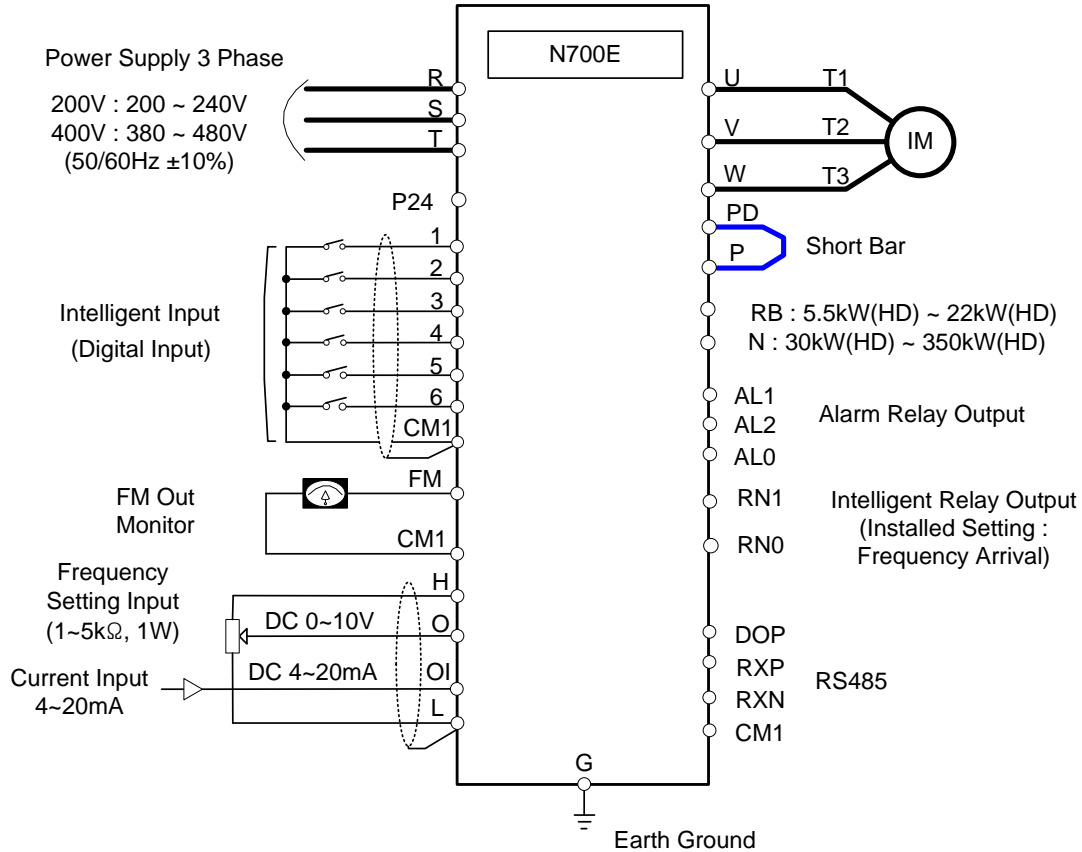 N700E
Power Supply 3 Phase
200V : 200 ~ 240V
400V : 380 ~ 480V
(50/60Hz ±10%)
R
S
T
P24
1
2
3
4
5
6
CM1
Intelligent Input
(Digital Input)
FM
FM Out
Monitor
CM1
Frequency
Setting Input
(1~5kΩ, 1W)
H
DC 0~10V
O
Current Input
4~20mA
DC 4~20mA
OI
L
U
T1
V
T2
IM
W
T3
PD
P
Short Bar
RB : 5.5kW(HD) ~ 22kW(HD)
N : 30kW(HD) ~ 350kW(HD)
AL1
AL2
AL0
Alarm Relay Output
RN1
RN0
Intelligent Relay Output
(Installed Setting :
Frequency Arrival)
DOP
RXP
RXN
CM1
RS485
G
Earth Ground